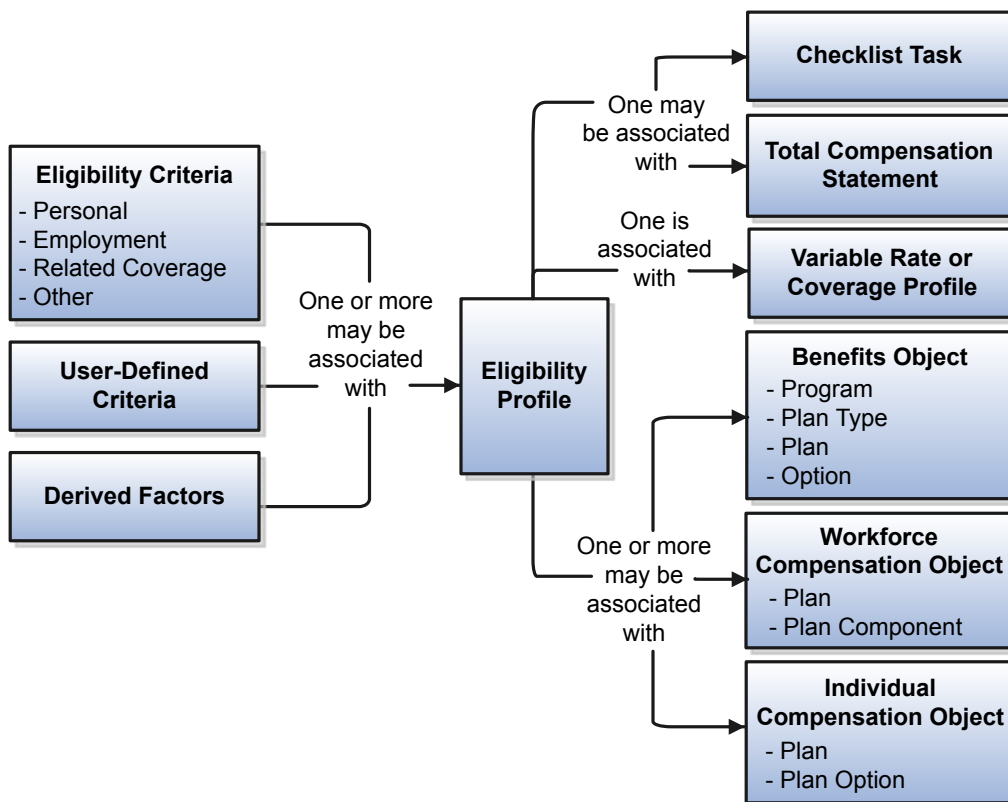 Eligibility Criteria
- Personal
- Employment
- Related Coverage
- Other
User-Defined
Criteria
Derived Factors
One or more
may be
associated
with
Eligibility
Profile
One may
be associated
with
One is
associated
with
One or more
may be
associated
with
Checklist Task
Total Compensation
Statement
Variable Rate or
Coverage Profile
Benefits Object
- Program
- Plan Type
- Plan
- Option
Workforce
Compensation Object
- Plan
- Plan Component
Individual
Compensation Object
- Plan
- Plan Option